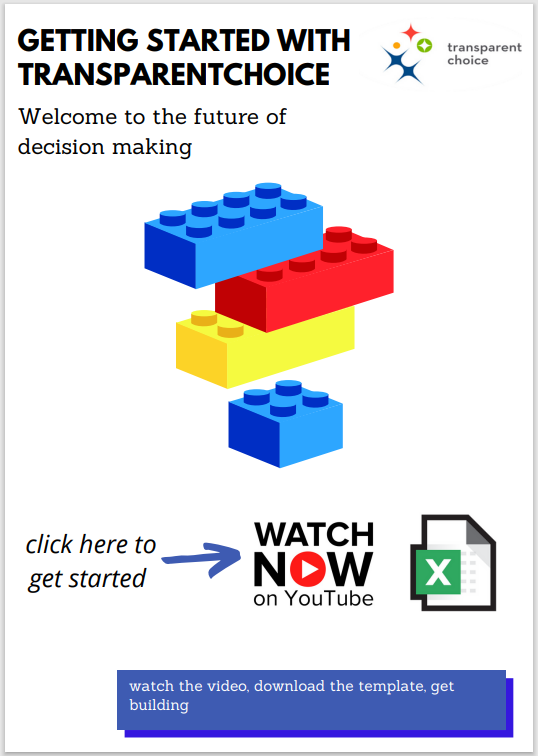 GETTING STARTED WITH
TRANSPARENTCHOICE
transparent
choice
Welcome to the future of
decision making
click here to
get started
WATCH
NOW
on YouTube
X
watch the video, download the template, get
building